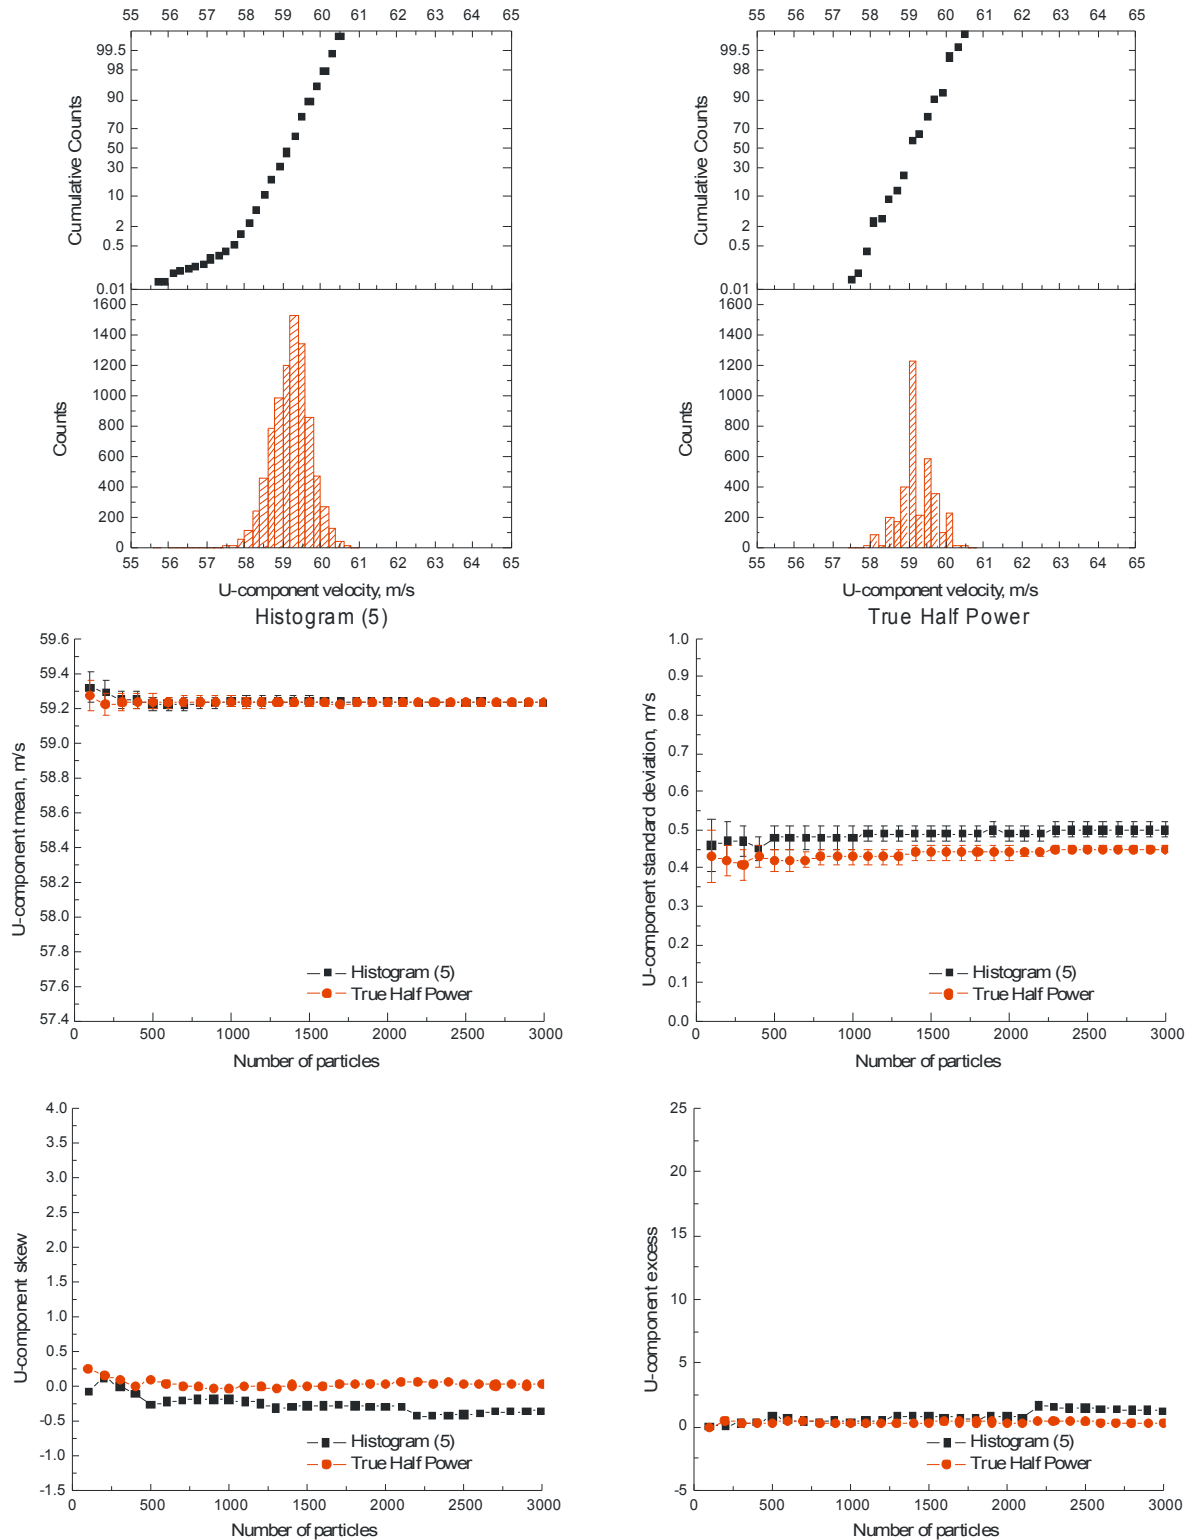 55 56 57 58 59 60 61 62 63 64 65
99.5
98
90
70
50
30
10
2
0.5
0.01
Cumulative Counts
1600
1400
1200
1000
800
600
400
200
0
Counts
55 56 57 58 59 60 61 62 63 64 65
U-component velocity, m/s
Histogram (5)
55 56 57 58 59 60 61 62 63 64 65
99.5
98
90
70
50
30
10
2
0.5
0.01
Cumulative Counts
1600
1400
1200
1000
800
600
400
200
0
Counts
55 56 57 58 59 60 61 62 63 64 65
U-component velocity, m/s
True Half Power
59.6
59.4
59.2
59.0
58.8
58.6
58.4
58.2
58.0
57.8
57.6
57.4
U-component mean, m/s
Histogram (5)
True Half Power
0 500 1000 1500 2000 2500 3000
Number of particles
1.0
0.9
0.8
0.7
0.6
0.5
0.4
0.3
0.2
0.1
0.0
U-component standard deviation, m/s
Histogram (5)
True Half Power
0 500 1000 1500 2000 2500 3000
Number of particles
4.0
3.5
3.0
2.5
2.0
1.5
1.0
0.5
0.0
-0.5
-1.0
-1.5
U-component skew
Histogram (5)
True Half Power
0 500 1000 1500 2000 2500 3000
Number of particles
25
20
15
10
5
0
-5
U-component excess
Histogram (5)
True Half Power
0 500 1000 1500 2000 2500 3000
Number of particles